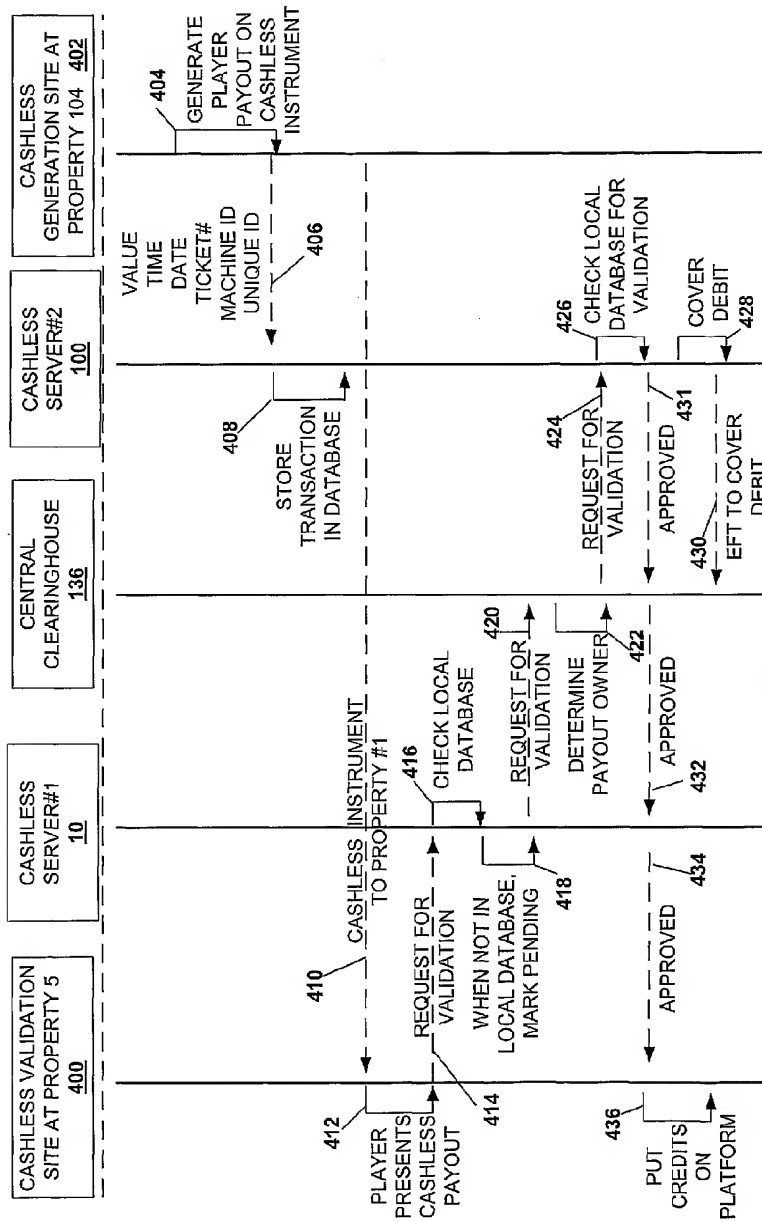 CASHLESS VALIDATION
SITE AT PROPERTY 5
400
CASHLESS
SERVER#1
10
CENTRAL
CLEARINGHOUSE
136
CASHLESS
SERVER#2
100
CASHLESS
GENERATION SITE AT
PROPERTY 104 402
404
GENERATE
PLAYER
PAYOUT ON
CASHLESS
INSTRUMENT
VALUE
TIME
DATE
TICKET#
MACHINE ID
UNIQUE ID
406
408
STORE
TRANSACTION
IN DATABASE
410
CASHLESS INSTRUMENT
TO PROPERTY #1
412
PLAYER
PRESENTS
CASHLESS
PAYOUT
414
REQUEST FOR
VALIDATION
416
CHECK LOCAL
DATABASE
418
WHEN NOT IN
LOCAL DATABASE,
MARK PENDING
420
REQUEST FOR
VALIDATION
422
DETERMINE
PAYOUT OWNER
424
REQUEST FOR
VALIDATION
426
CHECK LOCAL
DATABASE FOR
VALIDATION
428
COVER
DEBIT
431
APPROVED
430
EFT TO COVER
DEBIT
432
APPROVED
434
APPROVED
436
PUT
CREDITS
ON
PLATFORM